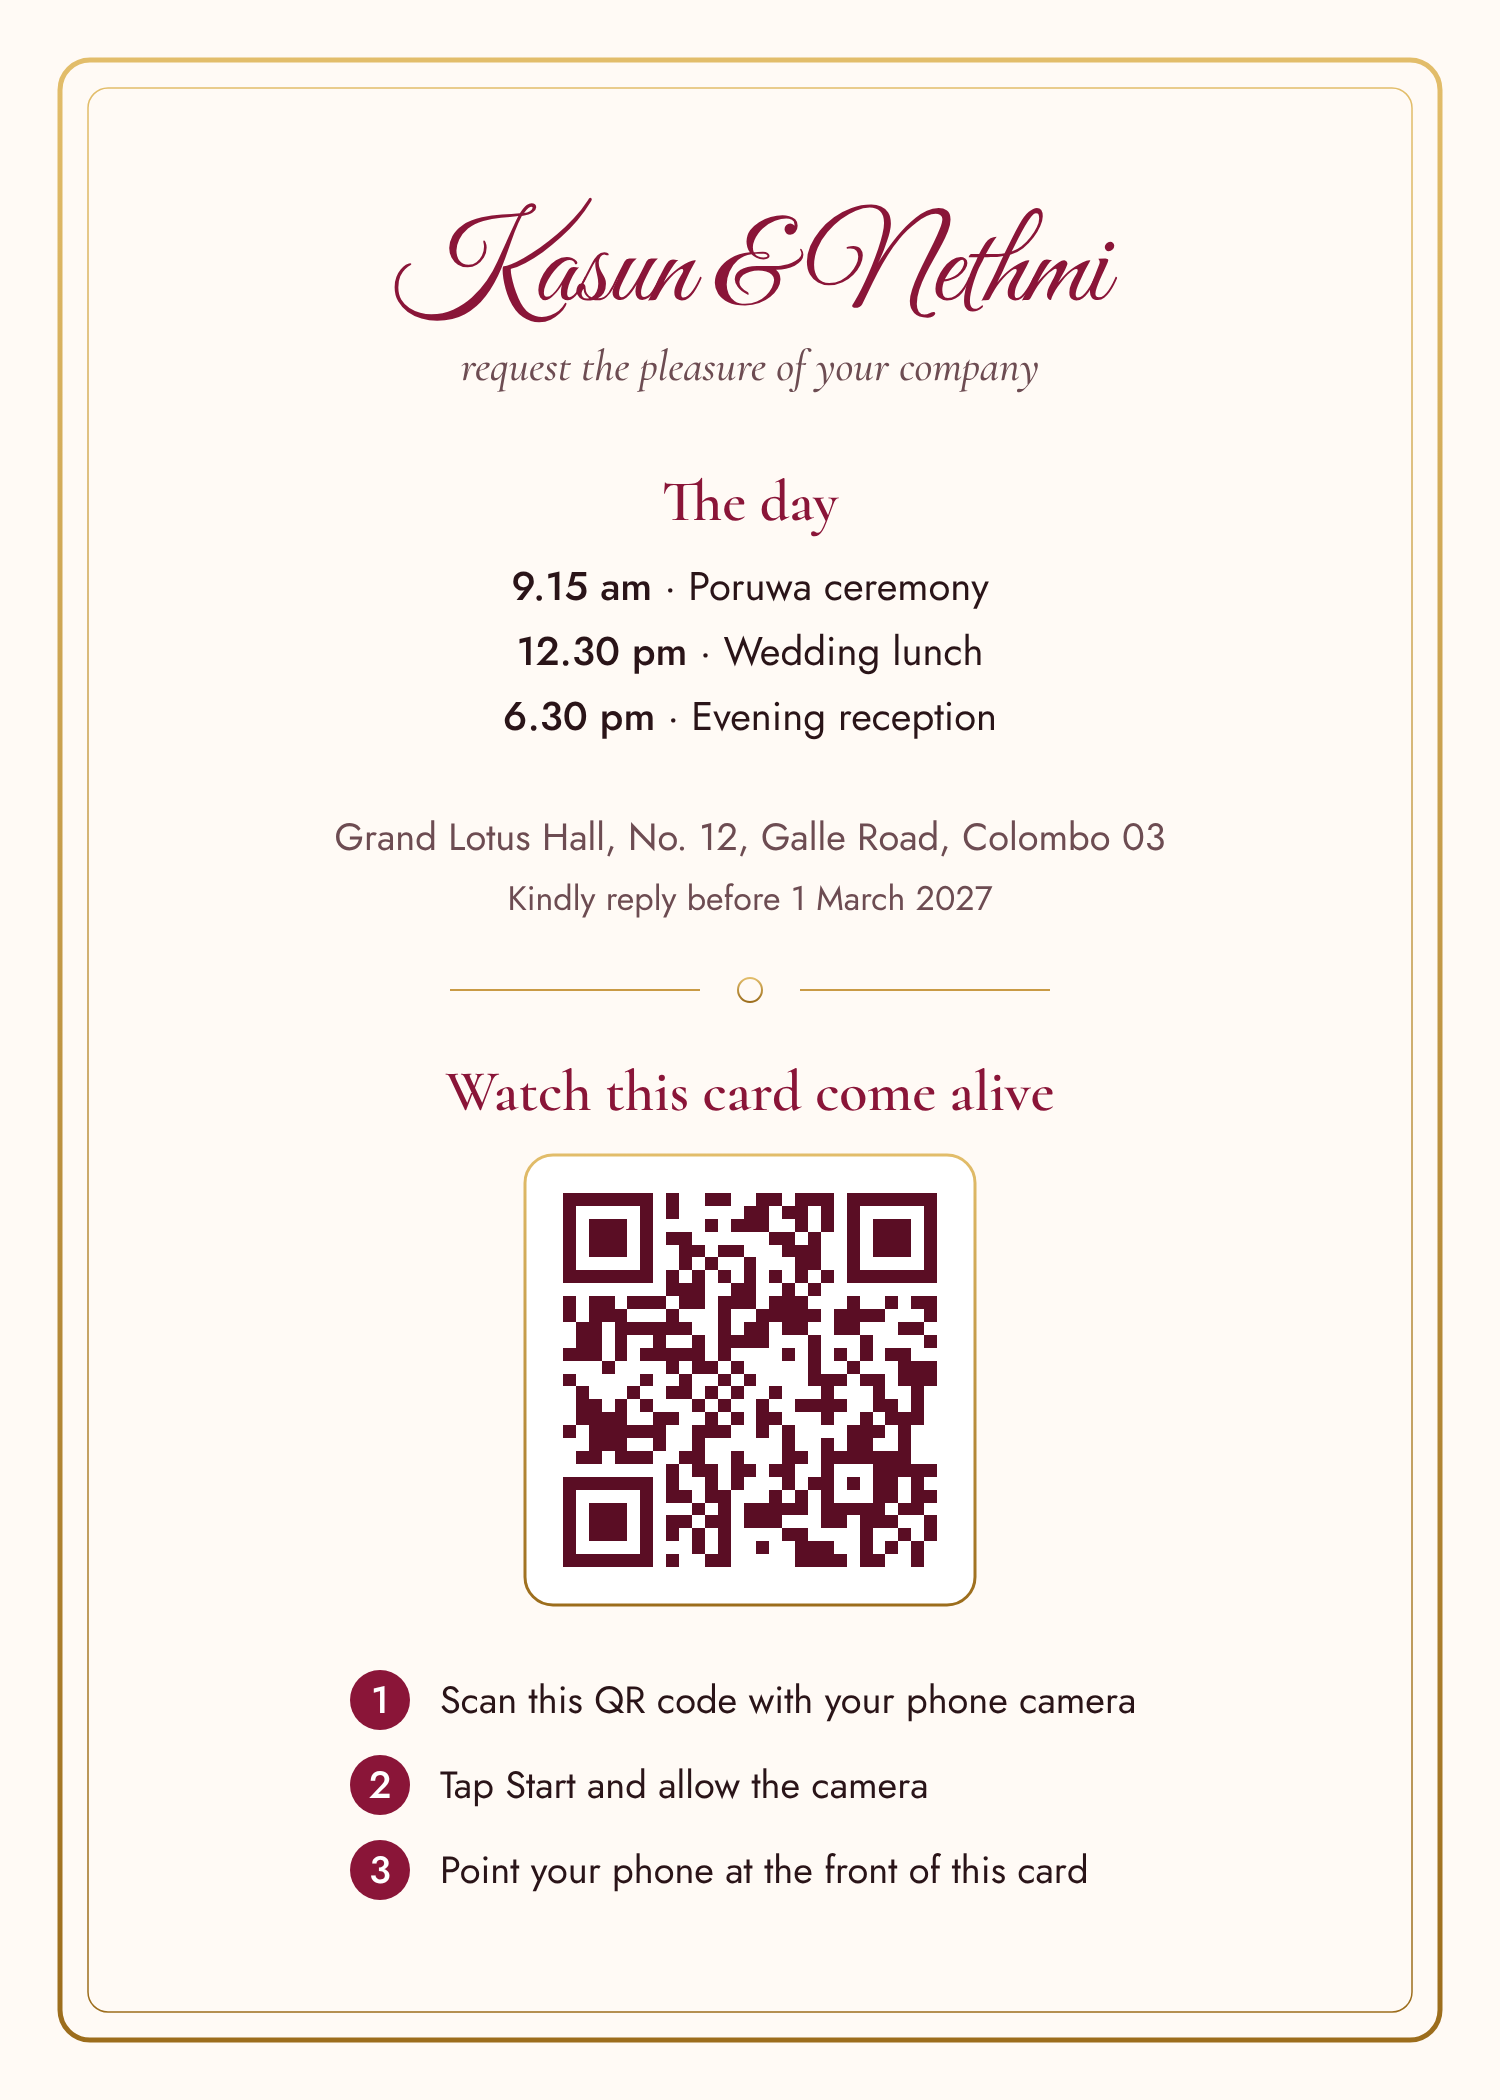 Kasun & Nethmi
request the pleasure of your company
The day
9.15 am · Poruwa ceremony
12.30 pm · Wedding lunch
6.30 pm · Evening reception
Grand Lotus Hall, No. 12, Galle Road, Colombo 03
Kindly reply before 1 March 2027
Watch this card come alive
1 Scan this QR code with your phone camera
2 Tap Start and allow the camera
3 Point your phone at the front of this card